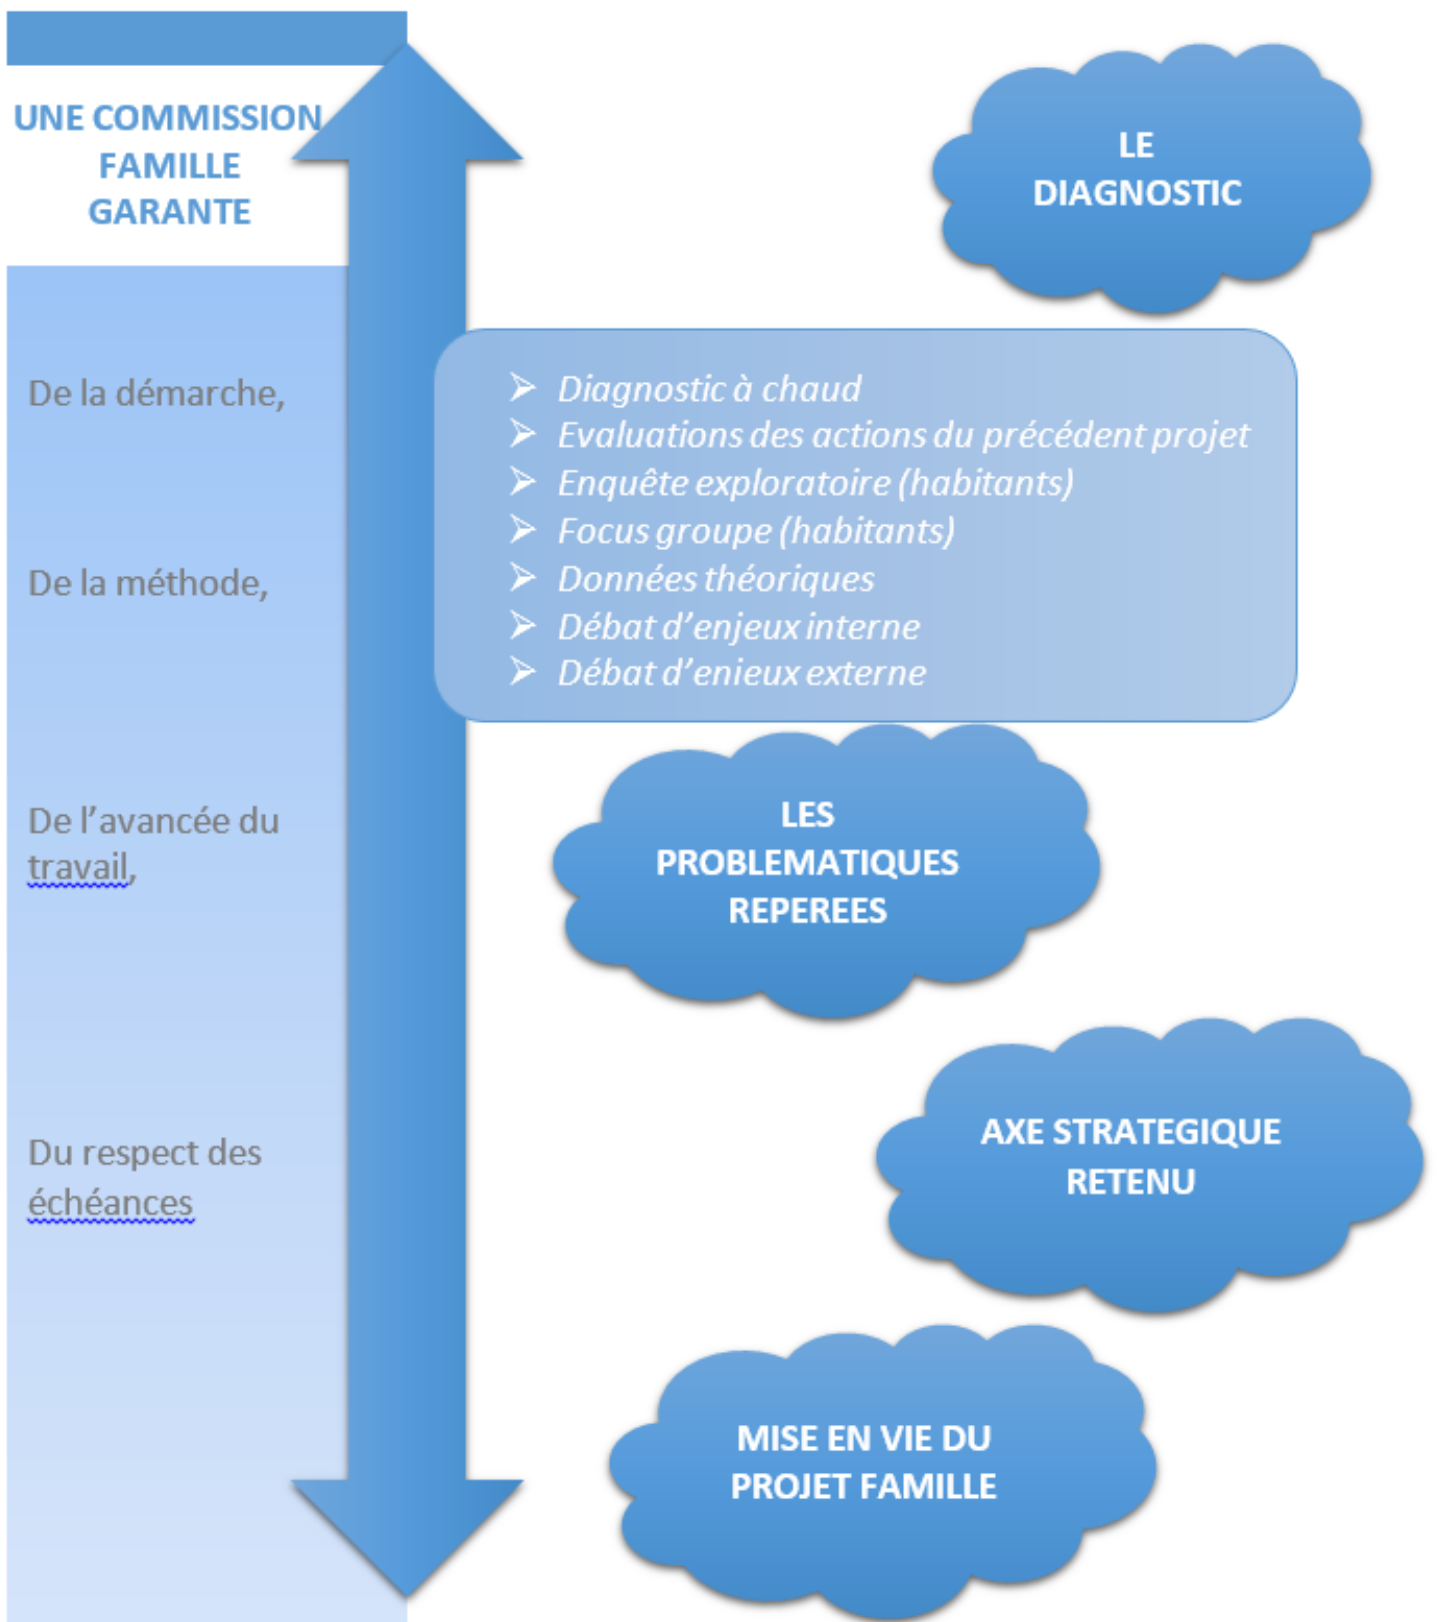 UNE COMMISSION
FAMILLE
GARANTE
De la démarche,
De la méthode,
De l’avancée du
travail,
Du respect des
échéances
LE
DIAGNOSTIC
➢ Diagnostic à chaud
➢ Evaluations des actions du précédent projet
➢ Enquête exploratoire (habitants)
➢ Focus groupe (habitants)
➢ Données théoriques
➢ Débat d’enjeux interne
➢ Débat d’enieux externe
LES
PROBLEMATIQUES
REPEREES
AXE STRATEGIQUE
RETENU
MISE EN VIE DU
PROJET FAMILLE